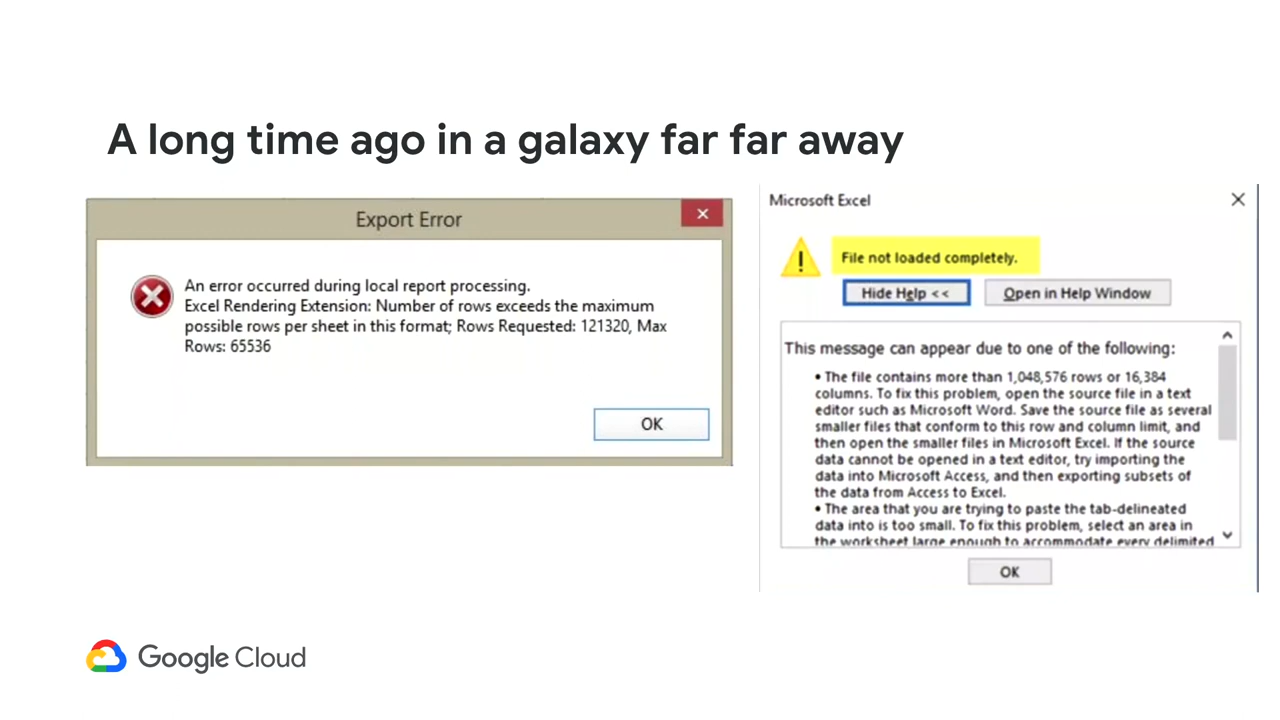 A long time ago in a galaxy far far away
Export Error
An error occurred during local report processing.
Excel Rendering Extension: Number of rows exceeds the maximum
possible rows per sheet in this format; Rows Requested: 121320, Max
Rows: 65536
OK
Microsoft Excel
File not loaded completely.
Hide Help <<
Open in Help Window
This message can appear due to one of the following:
• The file contains more than 1,048,576 rows or 16,384
columns. To fix this problem, open the source file in a text
editor such as Microsoft Word. Save the source file as several
smaller files that conform to this row and column limit, and
then open the smaller files in Microsoft Excel. If the source
data cannot be opened in a text editor, try importing the
data into Microsoft Access, and then exporting subsets of
the data from Access to Excel.
• The area that you are trying to paste the tab-delineated
data into is too small. To fix this problem, select an area in
the worksheet large enough to accommodate every delimited
OK
Google Cloud